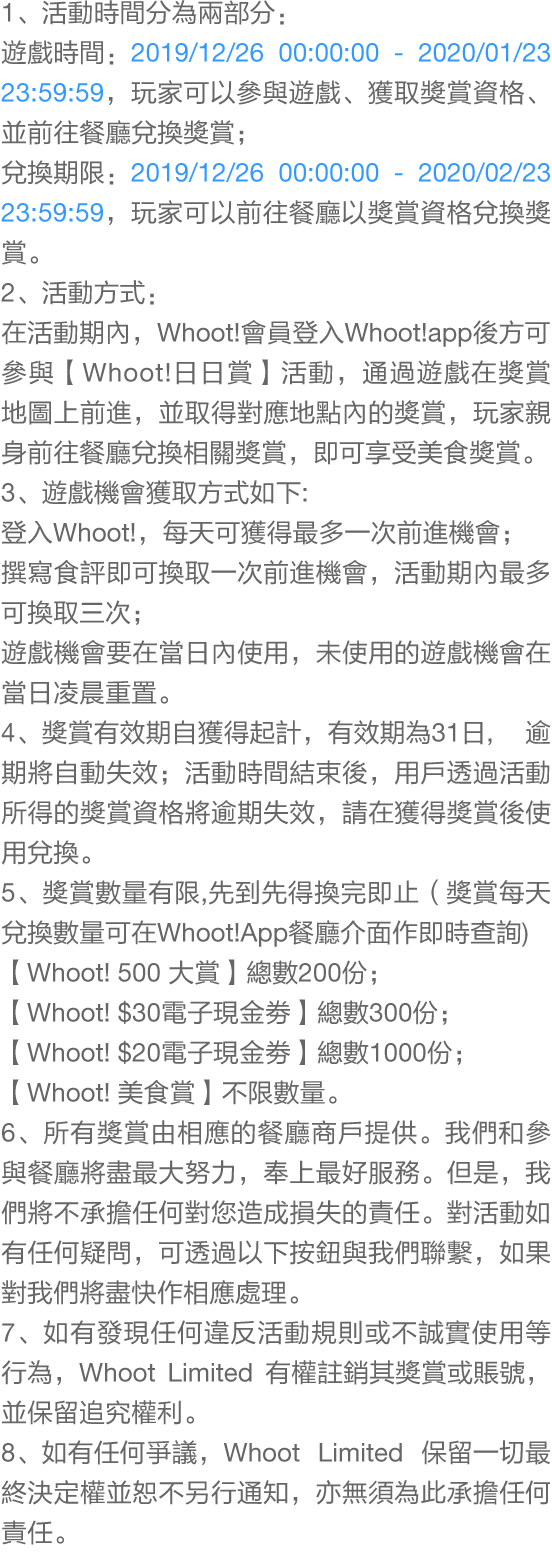 1、活動時間分為兩部分：
遊戲時間：2019/12/26 00:00:00 - 2020/01/23
23:59:59，玩家可以參與遊戲、獲取獎賞資格、
並前往餐廳兌換獎賞；
兌換期限：2019/12/26 00:00:00 - 2020/02/23
23:59:59，玩家可以前往餐廳以獎賞資格兌換獎
賞。
2、活動方式：
在活動期內，Whoot!會員登入Whoot!app後方可
參與【Whoot!日日賞】活動，通過遊戲在獎賞
地圖上前進，並取得對應地點內的獎賞，玩家親
身前往餐廳兌換相關獎賞，即可享受美食獎賞。
3、遊戲機會獲取方式如下:
登入Whoot!，每天可獲得最多一次前進機會；
撰寫食評即可換取一次前進機會，活動期內最多
可換取三次；
遊戲機會要在當日內使用，未使用的遊戲機會在
當日凌晨重置。
4、獎賞有效期自獲得起計，有效期為31日， 逾
期將自動失效；活動時間結束後，用戶透過活動
所得的獎賞資格將逾期失效，請在獲得獎賞後使
用兌換。
5、獎賞數量有限,先到先得換完即止（獎賞每天
兌換數量可在Whoot!App餐廳介面作即時查詢)
【Whoot! 500 大賞】總數200份；
【Whoot! $30電子現金劵】總數300份；
【Whoot! $20電子現金劵】總數1000份；
【Whoot! 美食賞】不限數量。
6、所有獎賞由相應的餐廳商戶提供。我們和參
與餐廳將盡最大努力，奉上最好服務。但是，我
們將不承擔任何對您造成損失的責任。對活動如
有任何疑問，可透過以下按鈕與我們聯繫，如果
對我們將盡快作相應處理。
7、如有發現任何違反活動規則或不誠實使用等
行為，Whoot Limited 有權註銷其獎賞或賬號，
並保留追究權利。
8、如有任何爭議，Whoot Limited 保留一切最
終決定權並恕不另行通知，亦無須為此承擔任何
責任。